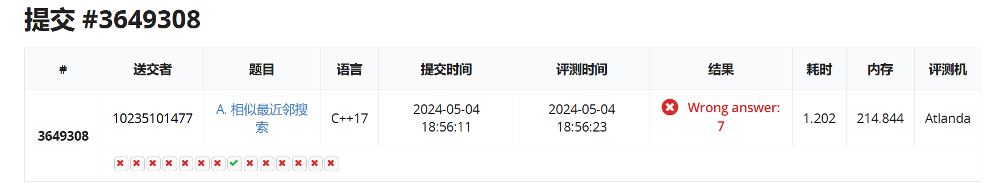 提交 #3649308
# 送交者 题目 语言 提交时间 评测时间 结果 耗时 内存 评测机
3649308
10235101477
A. 相似最近邻搜
索
C++17
2024-05-04
18:56:11
2024-05-04
18:56:23
Wrong answer:
7
1.202
214.844
Atlanda